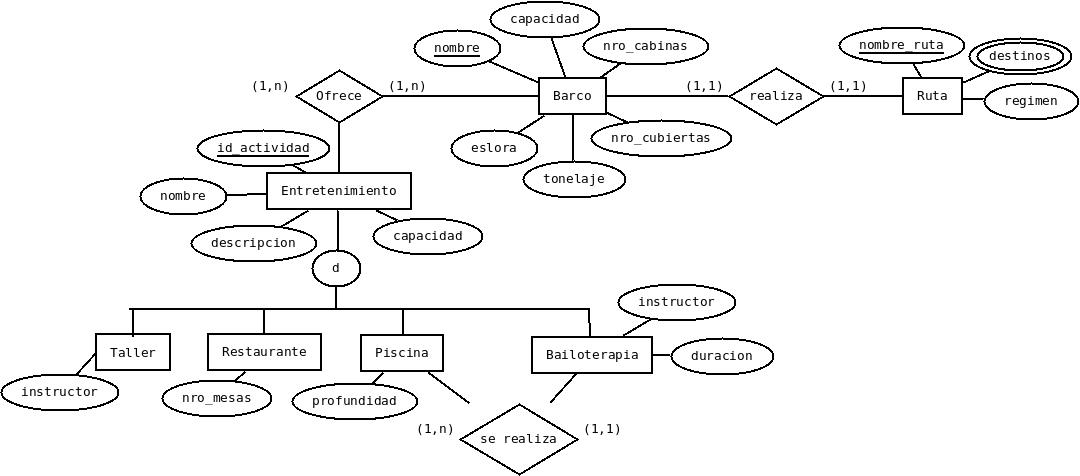 capacidad
nombre
nro_cabinas
nombre_ruta
destinos
(1,n)
Ofrece
(1,n)
Barco
(1,1)
realiza
(1,1)
Ruta
regimen
id_actividad
eslora
nro_cubiertas
tonelaje
Entretenimiento
nombre
descripcion
capacidad
d
instructor
Taller
Restaurante
Piscina
Bailoterapia
duracion
instructor
nro_mesas
profundidad
(1,n)
se realiza
(1,1)